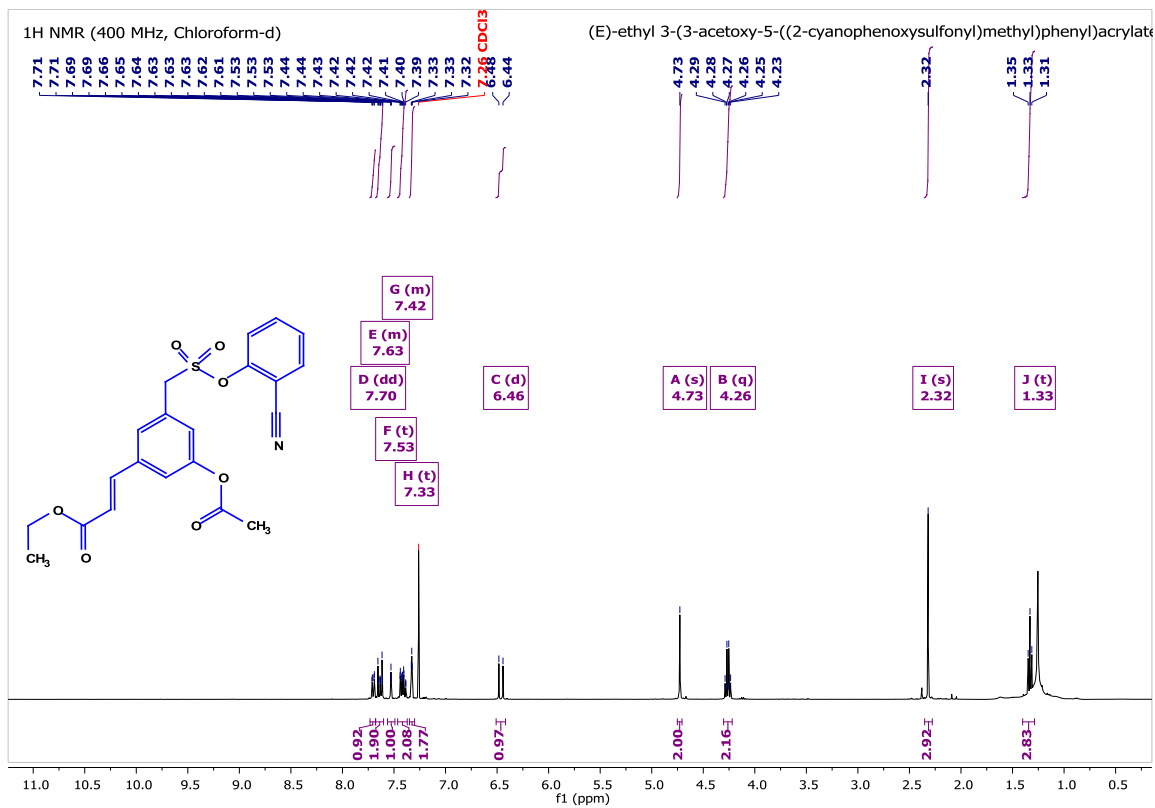 1H NMR (400 MHz, Chloroform-d)
(E)-ethyl 3-(3-acetoxy-5-((2-cyanophenoxysulfonyl)methyl)phenyl)acrylate
7.71
7.71
7.69
7.69
7.66
7.65
7.64
7.63
7.63
7.63
7.62
7.61
7.53
7.53
7.53
7.44
7.44
7.43
7.42
7.42
7.42
7.41
7.40
7.39
7.33
7.33
7.32
7.26 CDCl3
6.48
6.44
4.73
4.29
4.28
4.27
4.26
4.25
4.23
2.32
1.35
1.33
1.31
G (m)
7.42
E (m)
7.63
D (dd)
7.70
C (d)
6.46
A (s)
4.73
B (q)
4.26
I (s)
2.32
J (t)
1.33
F (t)
7.53
H (t)
7.33
O
O
S
O
N
O
O
CH3
O
O
CH3
0.92
1.90
1.00
2.08
1.77
0.97
2.00
2.16
2.92
2.83
11.0 10.5 10.0 9.5 9.0 8.5 8.0 7.5 7.0 6.5 6.0 5.5 5.0 4.5 4.0 3.5 3.0 2.5 2.0 1.5 1.0 0.5
f1 (ppm)